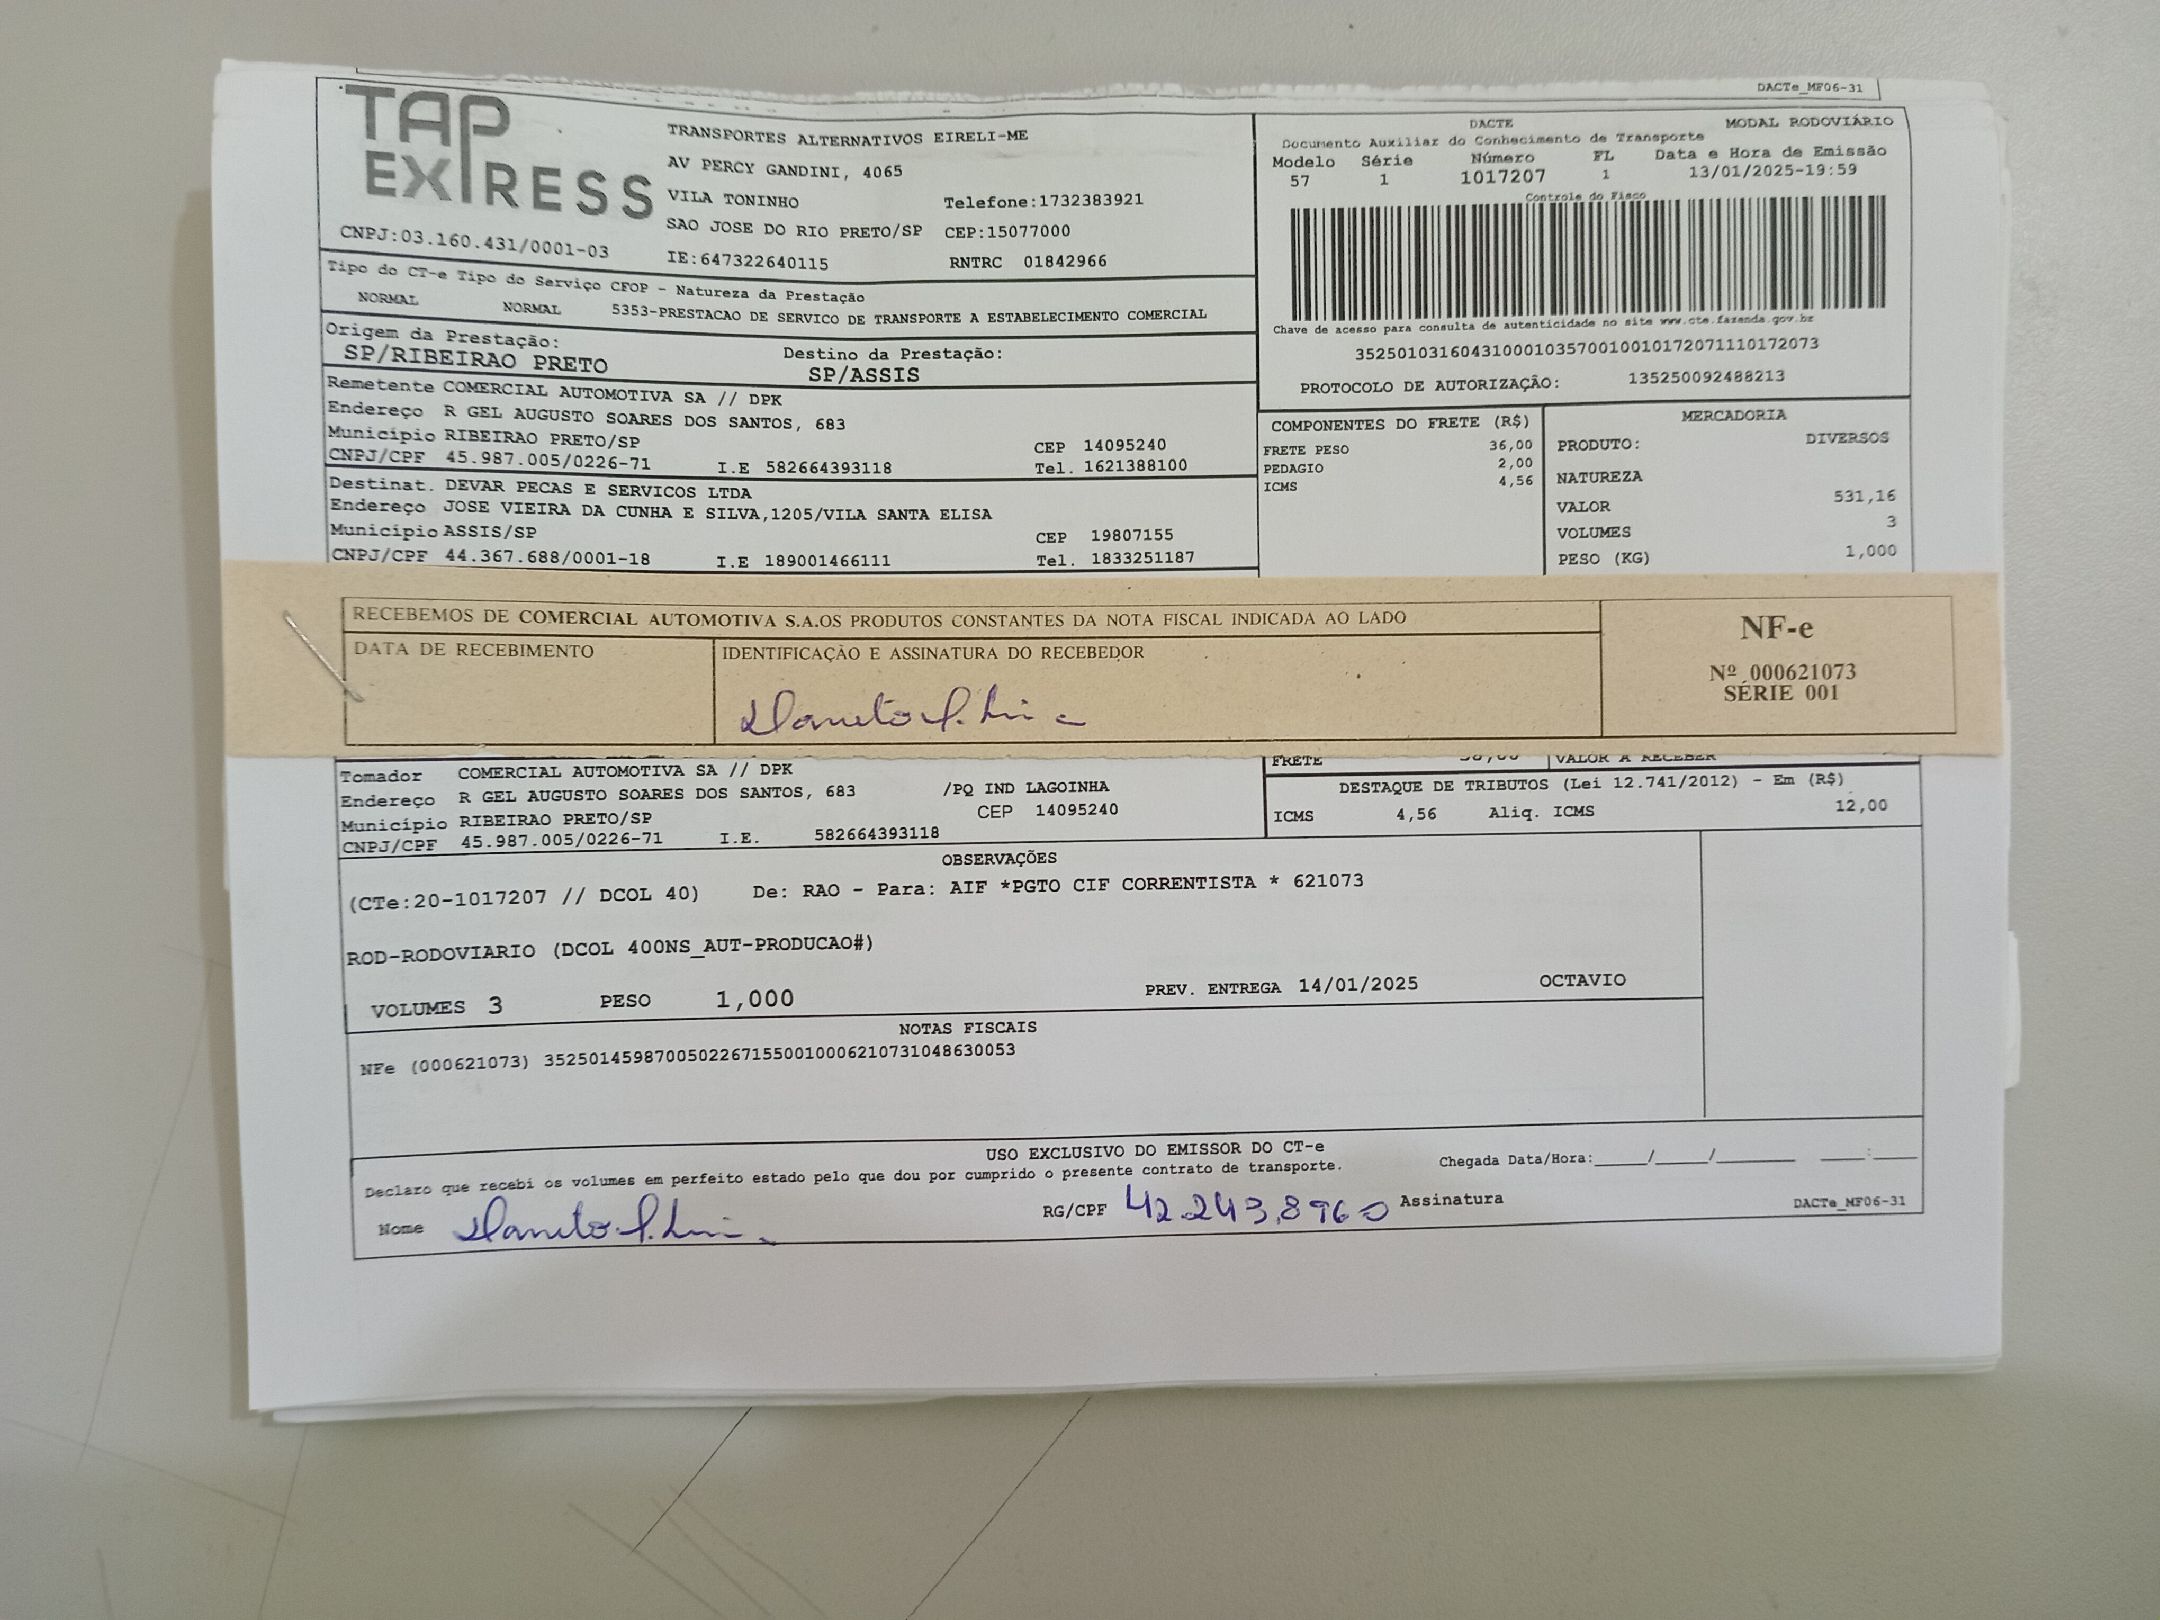 DACTe_MF06-31
TAP EXPRESS
TRANSPORTES ALTERNATIVOS EIRELI-ME
AV PERCY GANDINI, 4065
VILA TONINHO Telefone:1732383921
SAO JOSE DO RIO PRETO/SP CEP:15077000
CNPJ:03.160.431/0001-03 IE:647322640115 RNTRC 01842966
DACTE MODAL RODOVIÁRIO
Documento Auxiliar do Conhecimento de Transporte
Modelo Série Número FL Data e Hora de Emissão
57 1 1017207 1 13/01/2025-19:59
Controle do Fisco
Chave de acesso para consulta de autenticidade no site www.cte.fazenda.gov.br
35250103160431000103570010010172071110172073
PROTOCOLO DE AUTORIZAÇÃO: 135250092488213
Tipo do CT-e Tipo do Serviço CFOP - Natureza da Prestação
NORMAL NORMAL 5353-PRESTACAO DE SERVICO DE TRANSPORTE A ESTABELECIMENTO COMERCIAL
Origem da Prestação: Destino da Prestação:
SP/RIBEIRAO PRETO SP/ASSIS
Remetente COMERCIAL AUTOMOTIVA SA // DPK
Endereço R GEL AUGUSTO SOARES DOS SANTOS, 683
Município RIBEIRAO PRETO/SP CEP 14095240
CNPJ/CPF 45.987.005/0226-71 I.E 582664393118 Tel. 1621388100
Destinat. DEVAR PECAS E SERVICOS LTDA
Endereço JOSE VIEIRA DA CUNHA E SILVA,1205/VILA SANTA ELISA
Município ASSIS/SP CEP 19807155
CNPJ/CPF 44.367.688/0001-18 I.E 189001466111 Tel. 1833251187
COMPONENTES DO FRETE (R$)
FRETE PESO 36,00
PEDAGIO 2,00
ICMS 4,56
MERCADORIA
PRODUTO: DIVERSOS
NATUREZA
VALOR 531,16
VOLUMES 3
PESO (KG) 1,000
RECEBEMOS DE COMERCIAL AUTOMOTIVA S.A.OS PRODUTOS CONSTANTES DA NOTA FISCAL INDICADA AO LADO
DATA DE RECEBIMENTO IDENTIFICAÇÃO E ASSINATURA DO RECEBEDOR
NF-e
Nº 000621073
SÉRIE 001
FRETE VALOR A RECEBER
Tomador COMERCIAL AUTOMOTIVA SA // DPK
Endereço R GEL AUGUSTO SOARES DOS SANTOS, 683 /PQ IND LAGOINHA
Município RIBEIRAO PRETO/SP CEP 14095240
CNPJ/CPF 45.987.005/0226-71 I.E. 582664393118
DESTAQUE DE TRIBUTOS (Lei 12.741/2012) - Em (R$)
ICMS 4,56 Aliq. ICMS 12,00
OBSERVAÇÕES
(CTe:20-1017207 // DCOL 40) De: RAO - Para: AIF *PGTO CIF CORRENTISTA * 621073
ROD-RODOVIARIO (DCOL 400NS_AUT-PRODUCAO#)
VOLUMES 3 PESO 1,000 PREV. ENTREGA 14/01/2025 OCTAVIO
NOTAS FISCAIS
NFe (000621073) 35250145987005022671550010006210731048630053
USO EXCLUSIVO DO EMISSOR DO CT-e
Declaro que recebi os volumes em perfeito estado pelo que dou por cumprido o presente contrato de transporte. Chegada Data/Hora:_____/_____/_______ ____:____
Nome RG/CPF 42.243.896 0 Assinatura DACTe_MF06-31